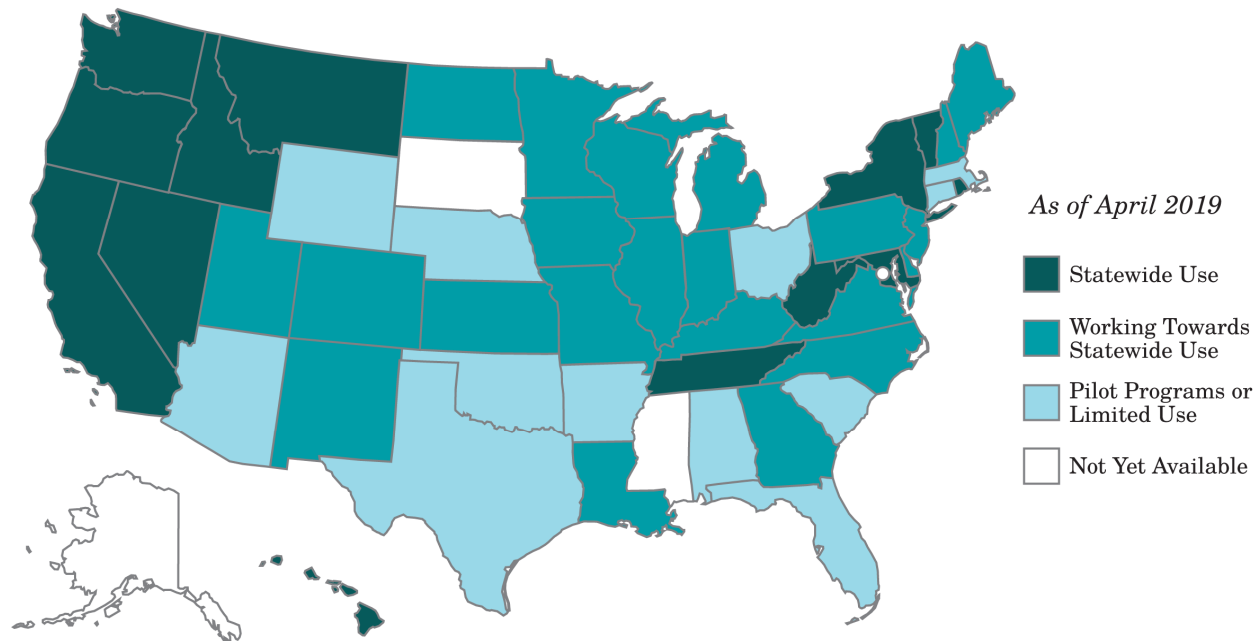 As of April 2019
Statewide Use
Working Towards
Statewide Use
Pilot Programs or
Limited Use
Not Yet Available